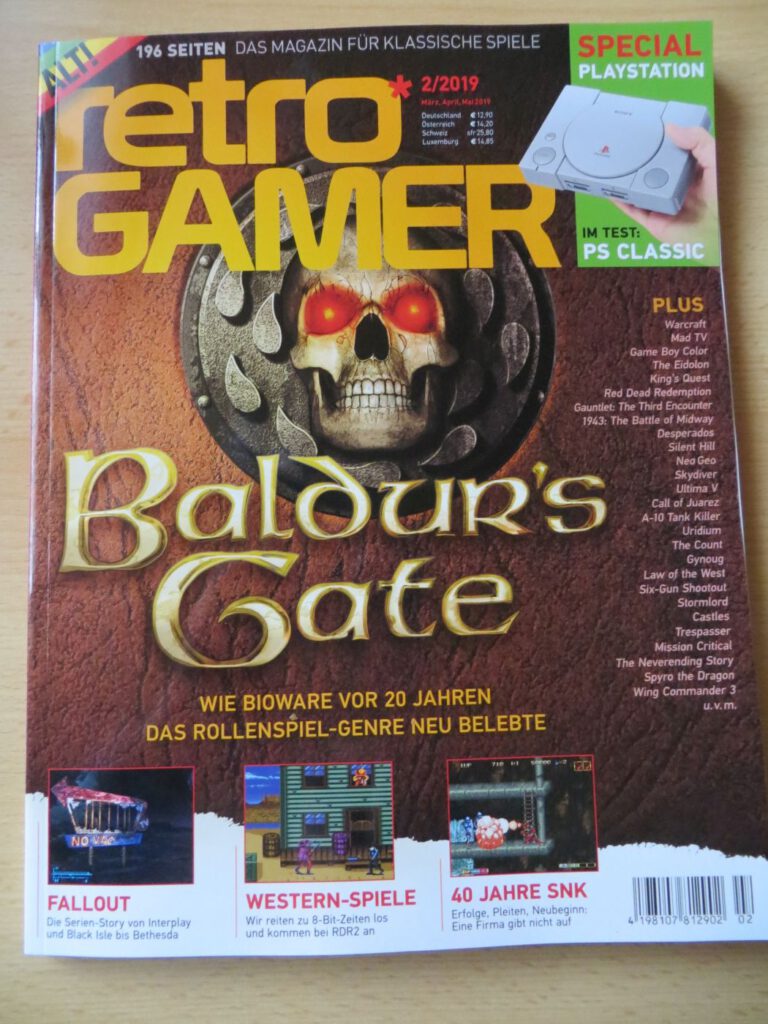 ALT!
196 SEITEN DAS MAGAZIN FÜR KLASSISCHE SPIELE
retro*
GAMER
2/2019
März, April, Mai 2019
Deutschland € 12,90
Österreich € 14,20
Schweiz sfr 25,80
Luxemburg € 14,85
SPECIAL
PLAYSTATION
SONY
IM TEST:
PS CLASSIC
PLUS
Warcraft
Mad TV
Game Boy Color
The Eidolon
King's Quest
Red Dead Redemption
Gauntlet: The Third Encounter
1943: The Battle of Midway
Desperados
Silent Hill
Neo Geo
Skydiver
Ultima V
Call of Juarez
A-10 Tank Killer
Uridium
The Count
Gynoug
Law of the West
Six-Gun Shootout
Stormlord
Castles
Trespasser
Mission Critical
The Neverending Story
Spyro the Dragon
Wing Commander 3
u.v.m.
Baldur's
Gate
WIE BIOWARE VOR 20 JAHREN
DAS ROLLENSPIEL-GENRE NEU BELEBTE
NO VAC
FALLOUT
Die Serien-Story von Interplay
und Black Isle bis Bethesda
WESTERN-SPIELE
Wir reiten zu 8-Bit-Zeiten los
und kommen bei RDR2 an
40 JAHRE SNK
Erfolge, Pleiten, Neubeginn:
Eine Firma gibt nicht auf
4 198107 812902 02